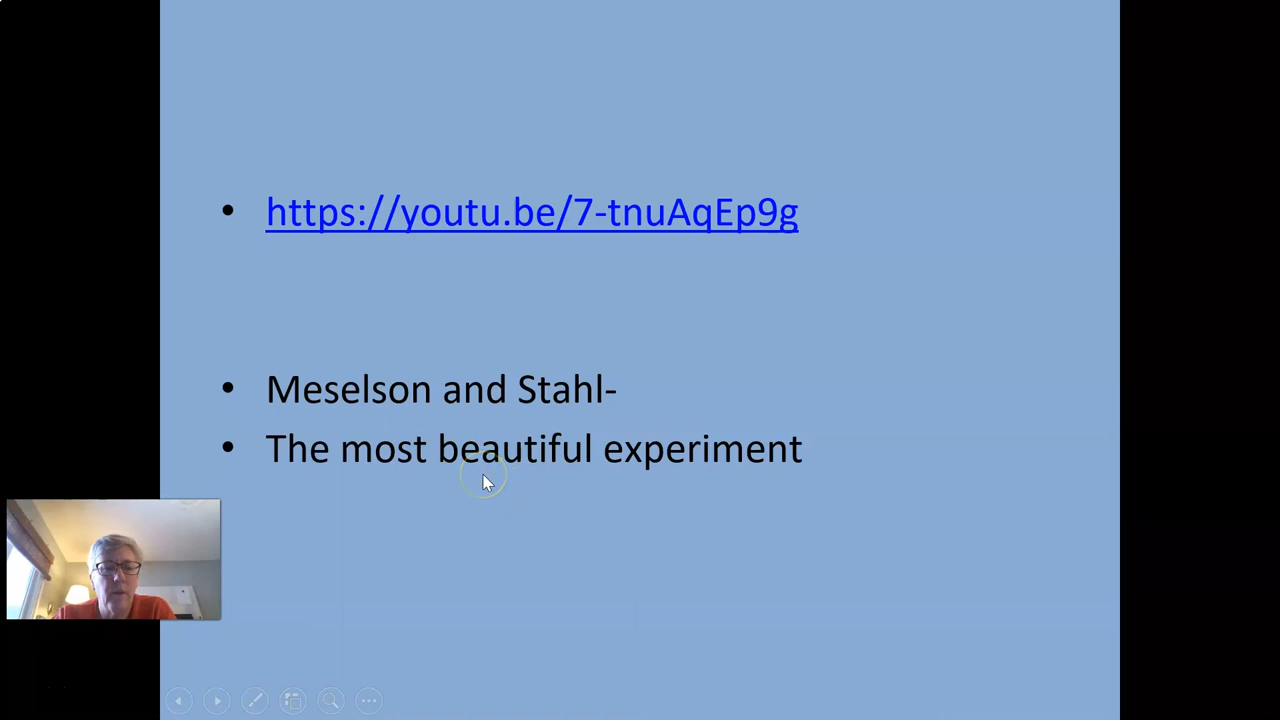 • https://youtu.be/7-tnuAqEp9g
• Meselson and Stahl-
• The most beautiful experiment